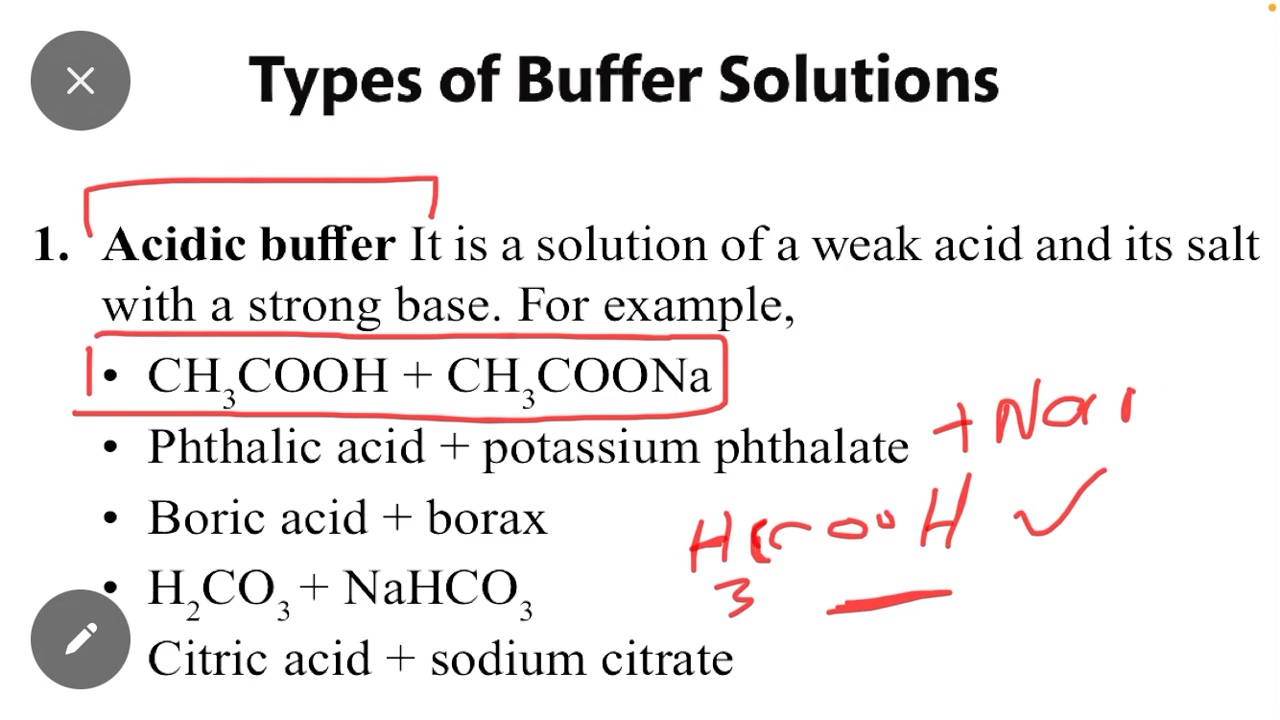 Types of Buffer Solutions
1. Acidic buffer It is a solution of a weak acid and its salt
with a strong base. For example,
• CH₃COOH + CH₃COONa
• Phthalic acid + potassium phthalate
• Boric acid + borax
• H₂CO₃ + NaHCO₃
Citric acid + sodium citrate